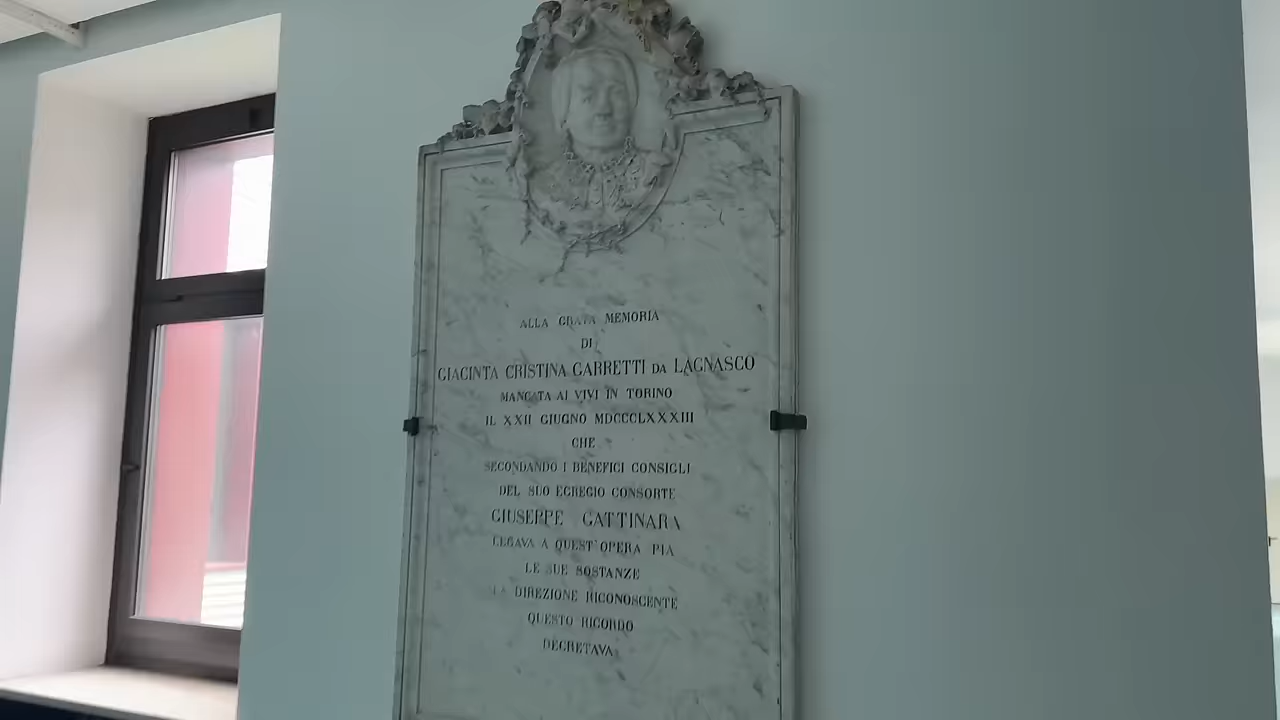 ALLA GRATA MEMORIA
DI
GIACINTA CRISTINA GARRETTI DA LAGNASCO
MANCATA AI VIVI IN TORINO
IL XXII GIUGNO MDCCCLXXXIII
CHE
SECONDANDO I BENEFICI CONSIGLI
DEL SUO EGREGIO CONSORTE
GIUSEPPE GATTINARA
LEGAVA A QUEST'OPERA PIA
LE SUE SOSTANZE
LA DIREZIONE RICONOSCENTE
QUESTO RICORDO
DECRETAVA